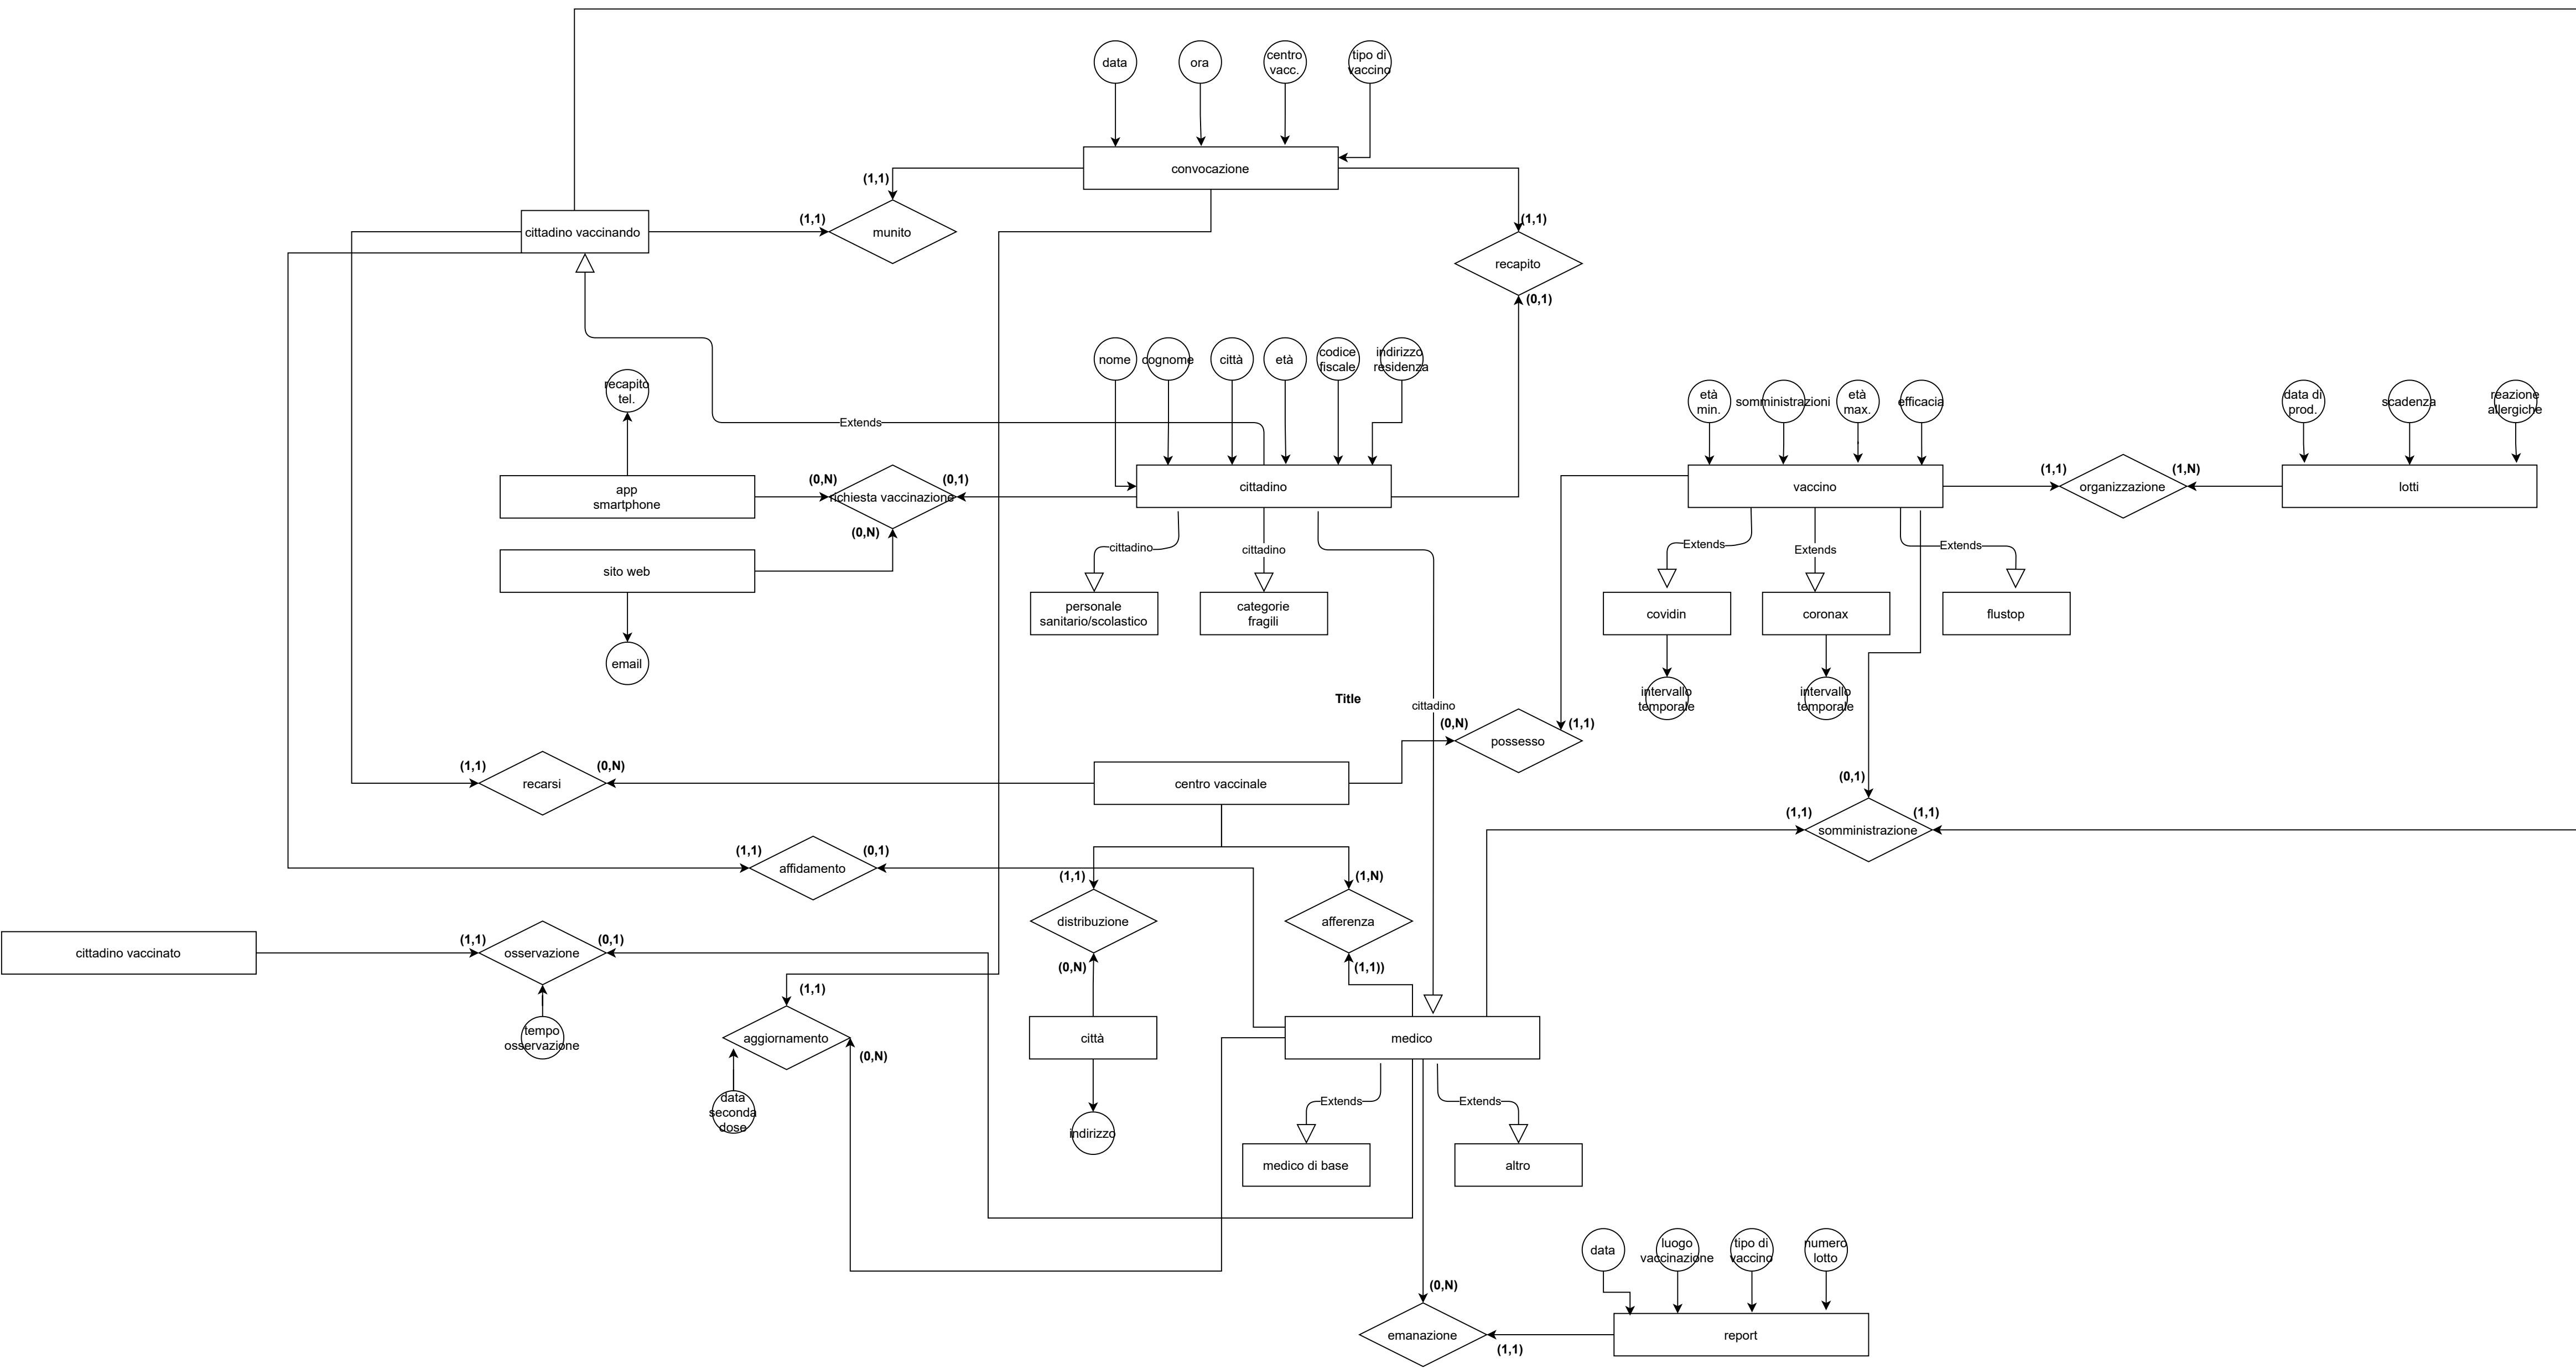 data
ora
centro
vacc.
tipo di
vaccino
convocazione
(1,1)
(1,1)
(1,1)
cittadino vaccinando
munito
recapito
(0,1)
nome
cognome
città
età
codice
fiscale
indirizzo
residenza
recapito
tel.
età
min.
somministrazioni
età
max.
efficacia
data di
prod.
scadenza
reazione
allergiche
Extends
(0,N)
(0,1)
(1,1)
(1,N)
app
smartphone
richiesta vaccinazione
cittadino
vaccino
organizzazione
lotti
(0,N)
cittadino
cittadino
Extends
Extends
Extends
sito web
personale
sanitario/scolastico
categorie
fragili
covidin
coronax
flustop
email
intervallo
temporale
intervallo
temporale
Title
cittadino
(0,N)
(1,1)
possesso
(1,1)
(0,N)
(0,1)
recarsi
centro vaccinale
(1,1)
(1,1)
somministrazione
(1,1)
(0,1)
affidamento
(1,1)
(1,N)
distribuzione
afferenza
(1,1)
(0,1)
cittadino vaccinato
osservazione
(0,N)
(1,1))
(1,1)
tempo
osservazione
aggiornamento
città
medico
(0,N)
data
seconda
dose
Extends
Extends
indirizzo
medico di base
altro
data
luogo
vaccinazione
tipo di
vaccino
numero
lotto
(0,N)
emanazione
report
(1,1)